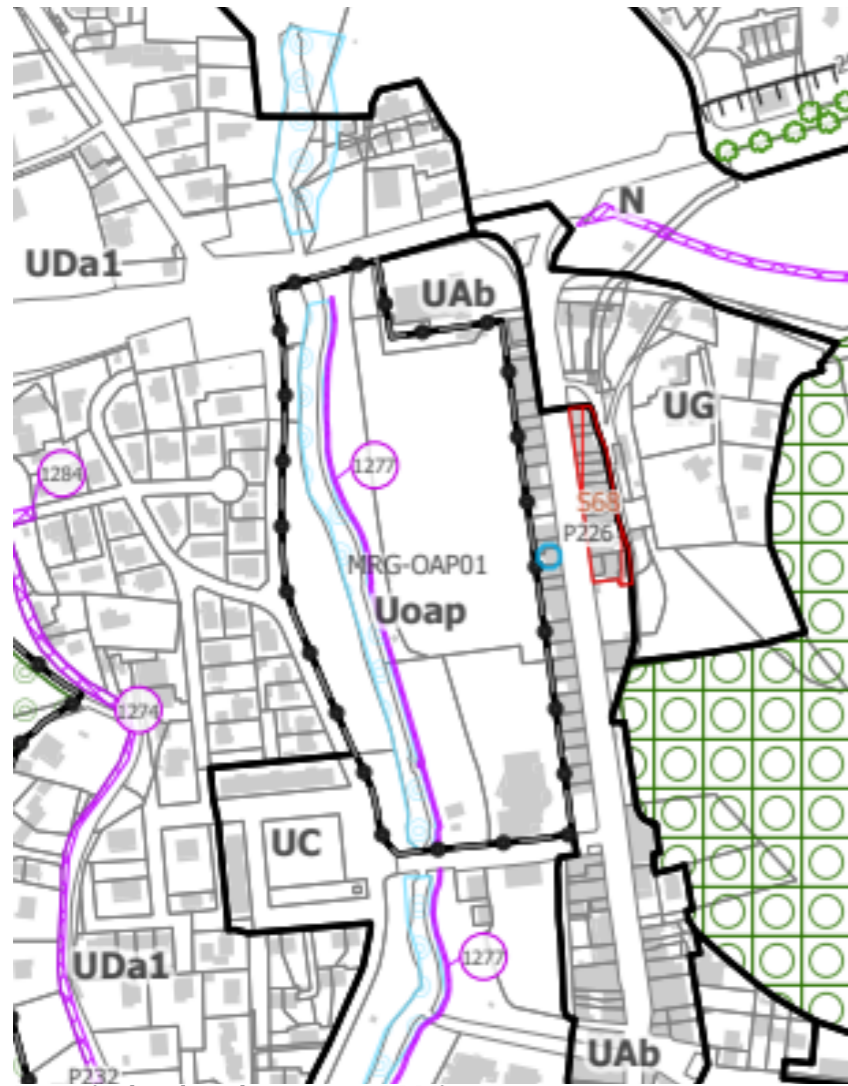 N
UDa1
UAb
UG
1284
1277
S68
P226
MRG-OAP01
Uoap
1274
UC
UDa1
1277
UAb
P232